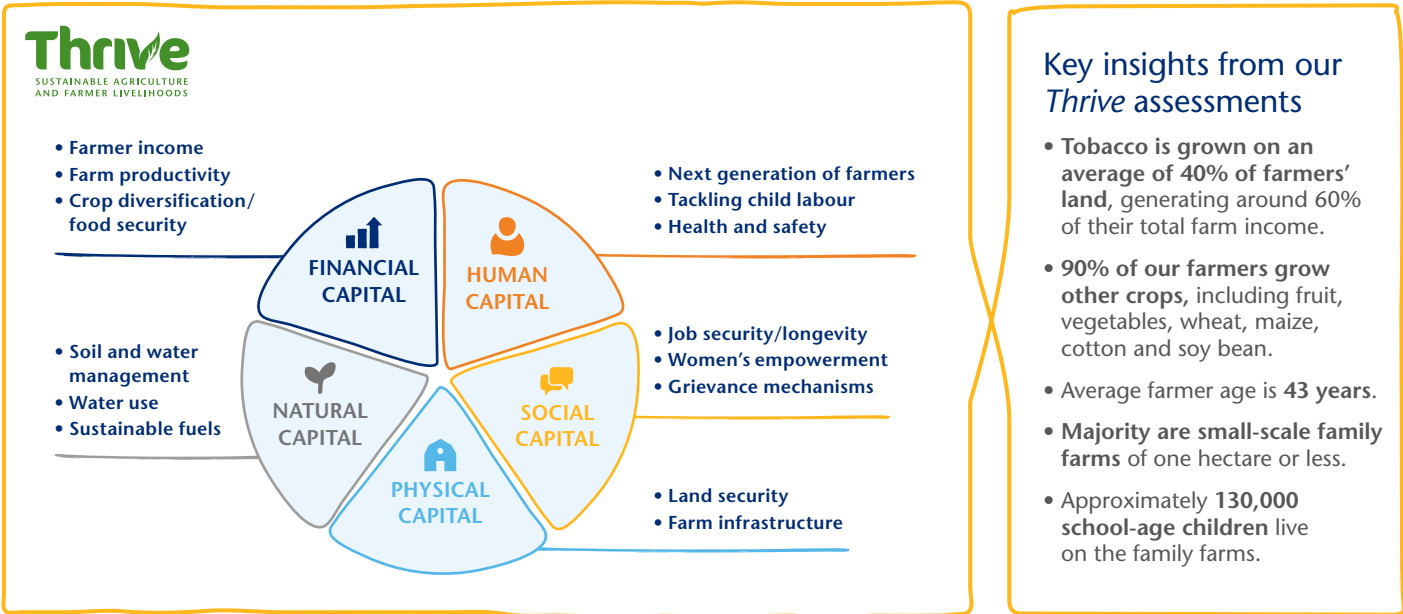 Thrive
SUSTAINABLE AGRICULTURE
AND FARMER LIVELIHOODS
• Farmer income
• Farm productivity
• Crop diversification/
food security
FINANCIAL
CAPITAL
• Next generation of farmers
• Tackling child labour
• Health and safety
HUMAN
CAPITAL
• Soil and water
management
• Water use
• Sustainable fuels
NATURAL
CAPITAL
• Job security/longevity
• Women’s empowerment
• Grievance mechanisms
SOCIAL
CAPITAL
PHYSICAL
CAPITAL
• Land security
• Farm infrastructure
Key insights from our
Thrive assessments
• Tobacco is grown on an
average of 40% of farmers’
land, generating around 60%
of their total farm income.
• 90% of our farmers grow
other crops, including fruit,
vegetables, wheat, maize,
cotton and soy bean.
• Average farmer age is 43 years.
• Majority are small-scale family
farms of one hectare or less.
• Approximately 130,000
school-age children live
on the family farms.